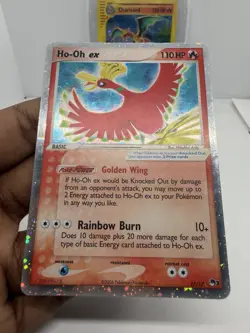 Charizard
Ho-Oh ex 130 HP
BASIC
POKé-POWER Golden Wing
If Ho-Oh ex would be Knocked Out by damage
from an opponent's attack, you may move up to
2 Energy attached to Ho-Oh ex to your Pokémon
in any way you like.
Rainbow Burn 10+
Does 10 damage plus 20 more damage for each
type of basic Energy card attached to Ho-Oh ex.